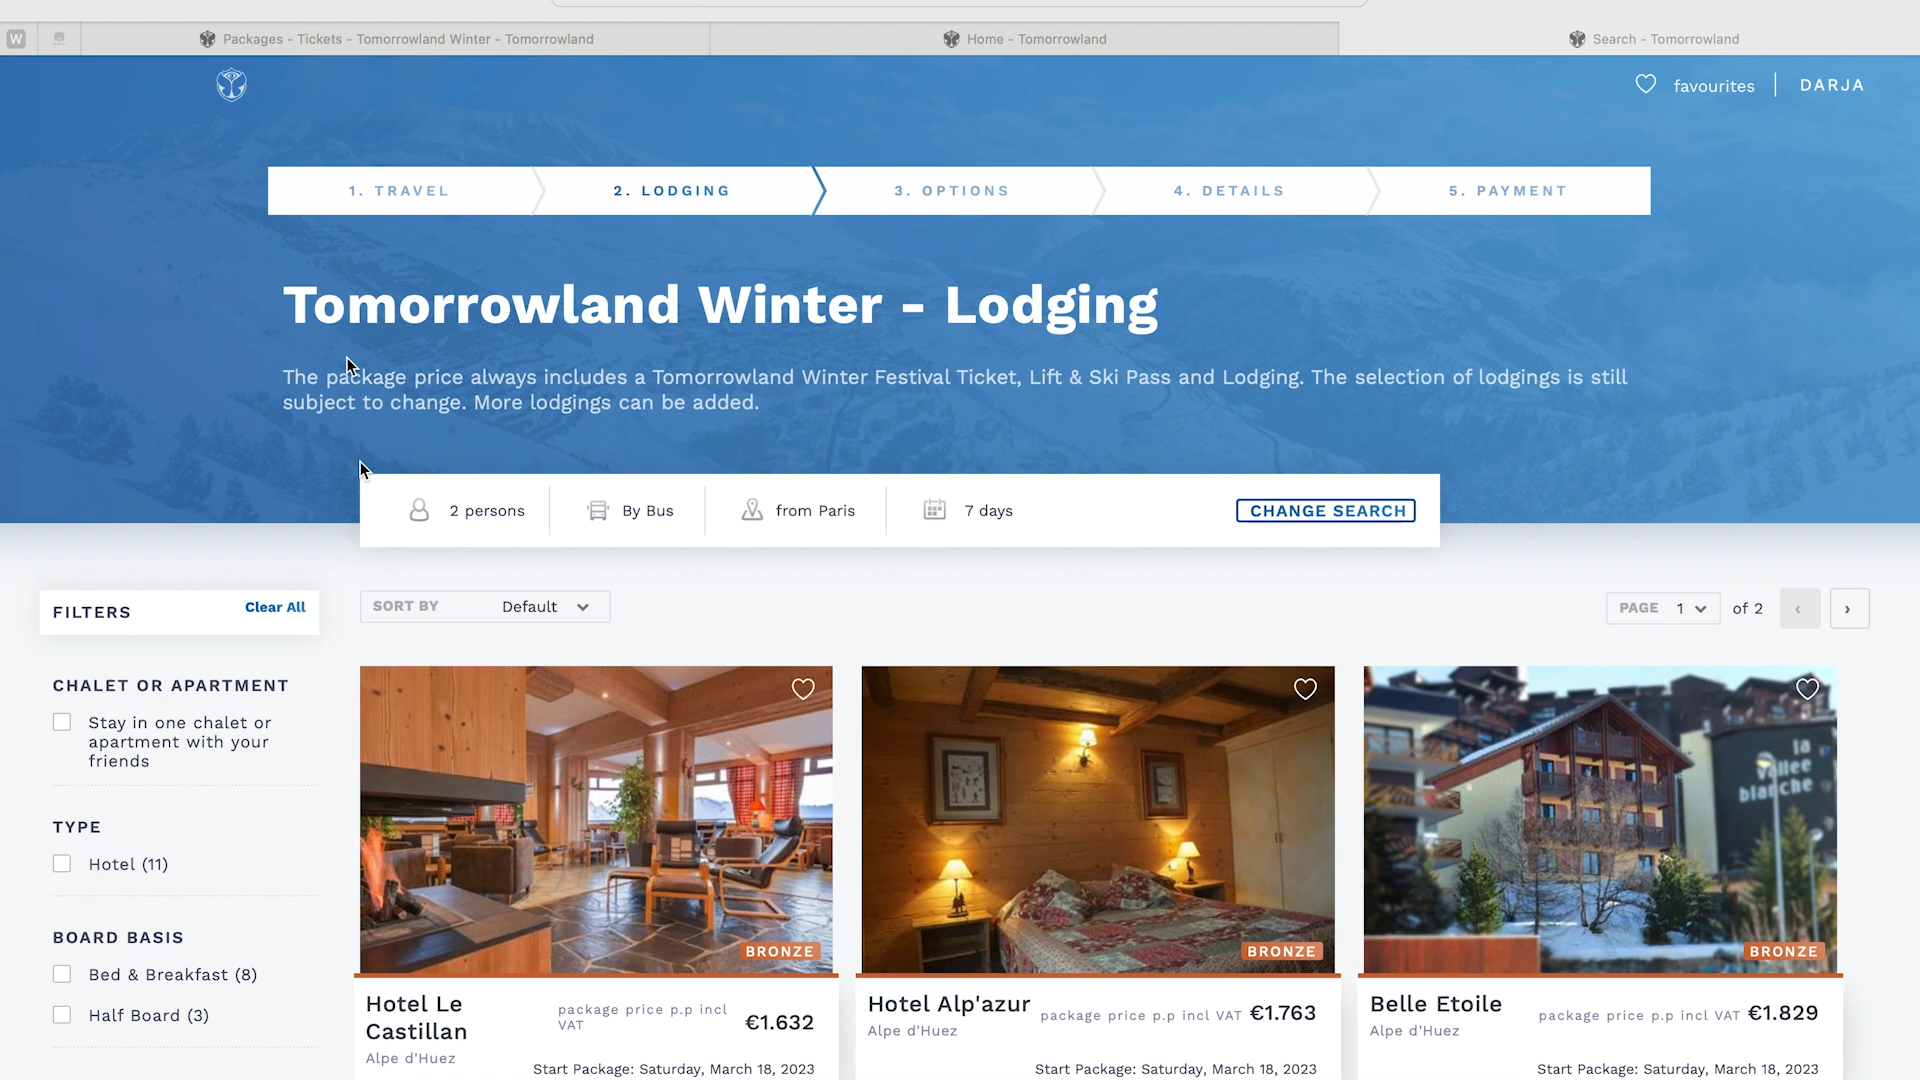 W
Packages - Tickets - Tomorrowland Winter - Tomorrowland
Home - Tomorrowland
Search - Tomorrowland
favourites
DARJA
1. TRAVEL
2. LODGING
3. OPTIONS
4. DETAILS
5. PAYMENT
Tomorrowland Winter - Lodging
The package price always includes a Tomorrowland Winter Festival Ticket, Lift & Ski Pass and Lodging. The selection of lodgings is still
subject to change. More lodgings can be added.
2 persons
By Bus
from Paris
7 days
CHANGE SEARCH
FILTERS
Clear All
SORT BY
Default
PAGE
1
of 2
CHALET OR APARTMENT
Stay in one chalet or
apartment with your
friends
TYPE
Hotel (11)
BOARD BASIS
Bed & Breakfast (8)
Half Board (3)
BRONZE
Hotel Le
Castillan
Alpe d'Huez
package price p.p incl
VAT
€1.632
Start Package: Saturday, March 18, 2023
BRONZE
Hotel Alp'azur
Alpe d'Huez
package price p.p incl VAT
€1.763
Start Package: Saturday, March 18, 2023
la
vallee
blanche
BRONZE
Belle Etoile
Alpe d'Huez
package price p.p incl VAT
€1.829
Start Package: Saturday, March 18, 2023